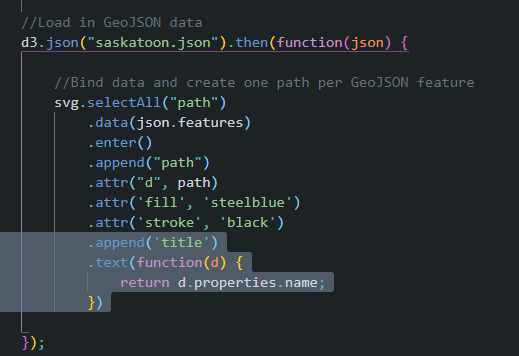 //Load in GeoJSON data
d3.json("saskatoon.json").then(function(json) {
//Bind data and create one path per GeoJSON feature
svg.selectAll("path")
.data(json.features)
.enter()
.append("path")
.attr("d", path)
.attr('fill', 'steelblue')
.attr('stroke', 'black')
.append('title')
.text(function(d) {
return d.properties.name;
})
});